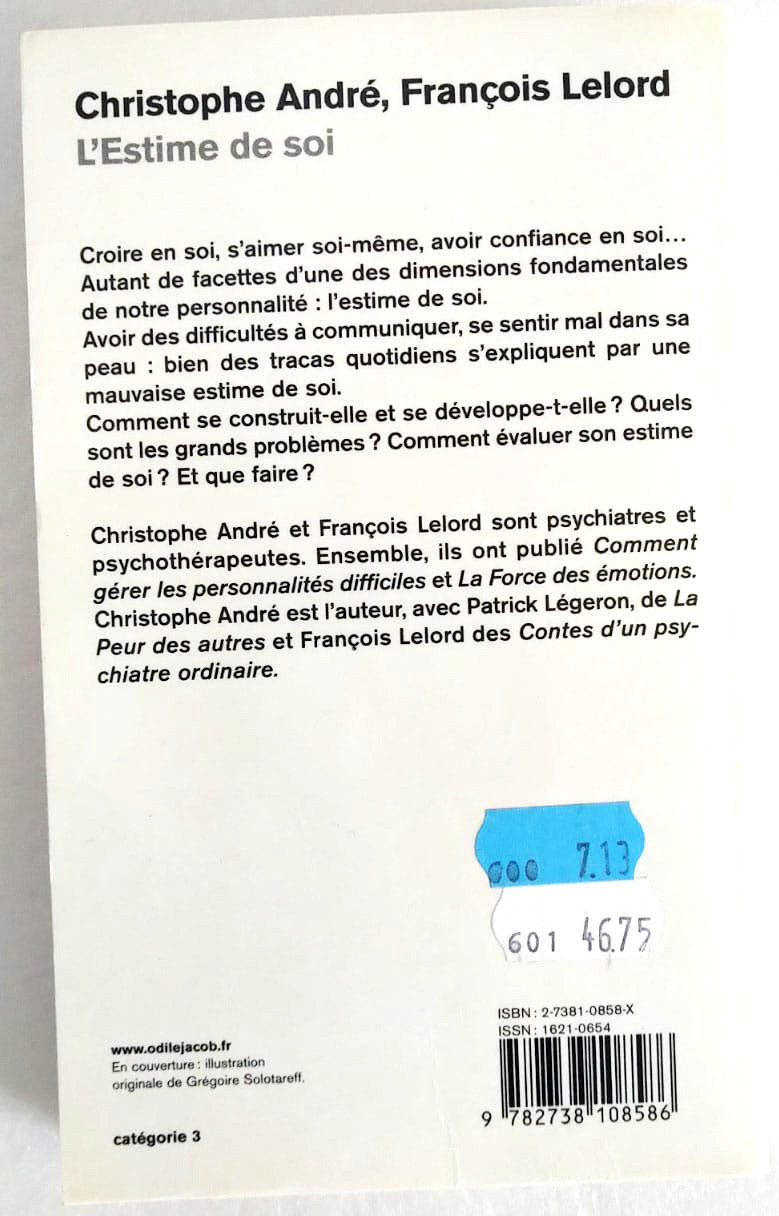 Christophe André, François Lelord
L'Estime de soi
Croire en soi, s'aimer soi-même, avoir confiance en soi...
Autant de facettes d'une des dimensions fondamentales
de notre personnalité : l'estime de soi.
Avoir des difficultés à communiquer, se sentir mal dans sa
peau : bien des tracas quotidiens s'expliquent par une
mauvaise estime de soi.
Comment se construit-elle et se développe-t-elle ? Quels
sont les grands problèmes ? Comment évaluer son estime
de soi ? Et que faire ?
Christophe André et François Lelord sont psychiatres et
psychothérapeutes. Ensemble, ils ont publié Comment
gérer les personnalités difficiles et La Force des émotions.
Christophe André est l'auteur, avec Patrick Légeron, de La
Peur des autres et François Lelord des Contes d'un psy-
chiatre ordinaire.
600 7.13
601 46.75
ISBN : 2-7381-0858-X
ISSN : 1621-0654
www.odilejacob.fr
En couverture : illustration
originale de Grégoire Solotareff.
9 782738 108586
catégorie 3